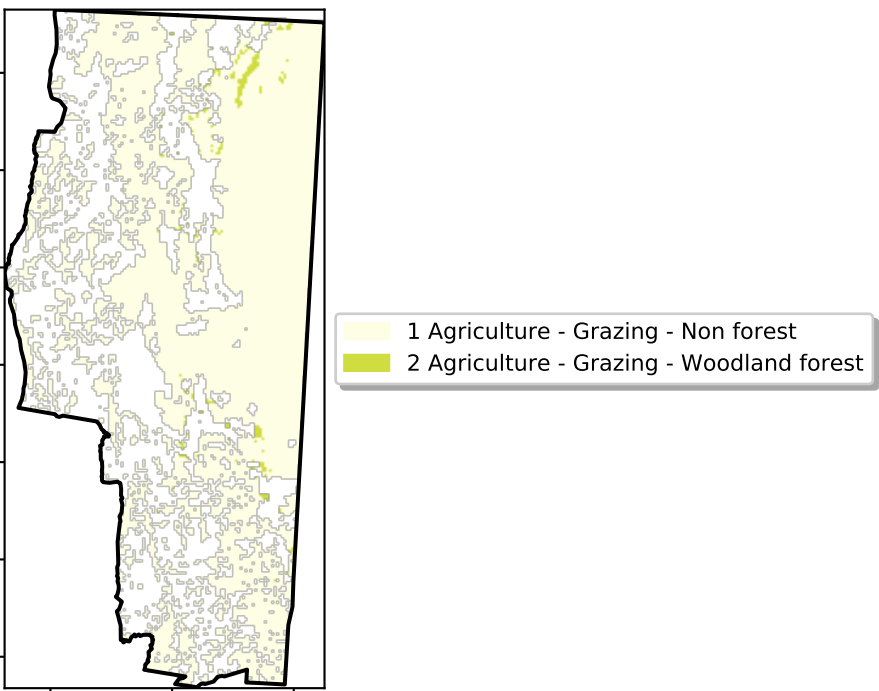 1 Agriculture - Grazing - Non forest
2 Agriculture - Grazing - Woodland forest